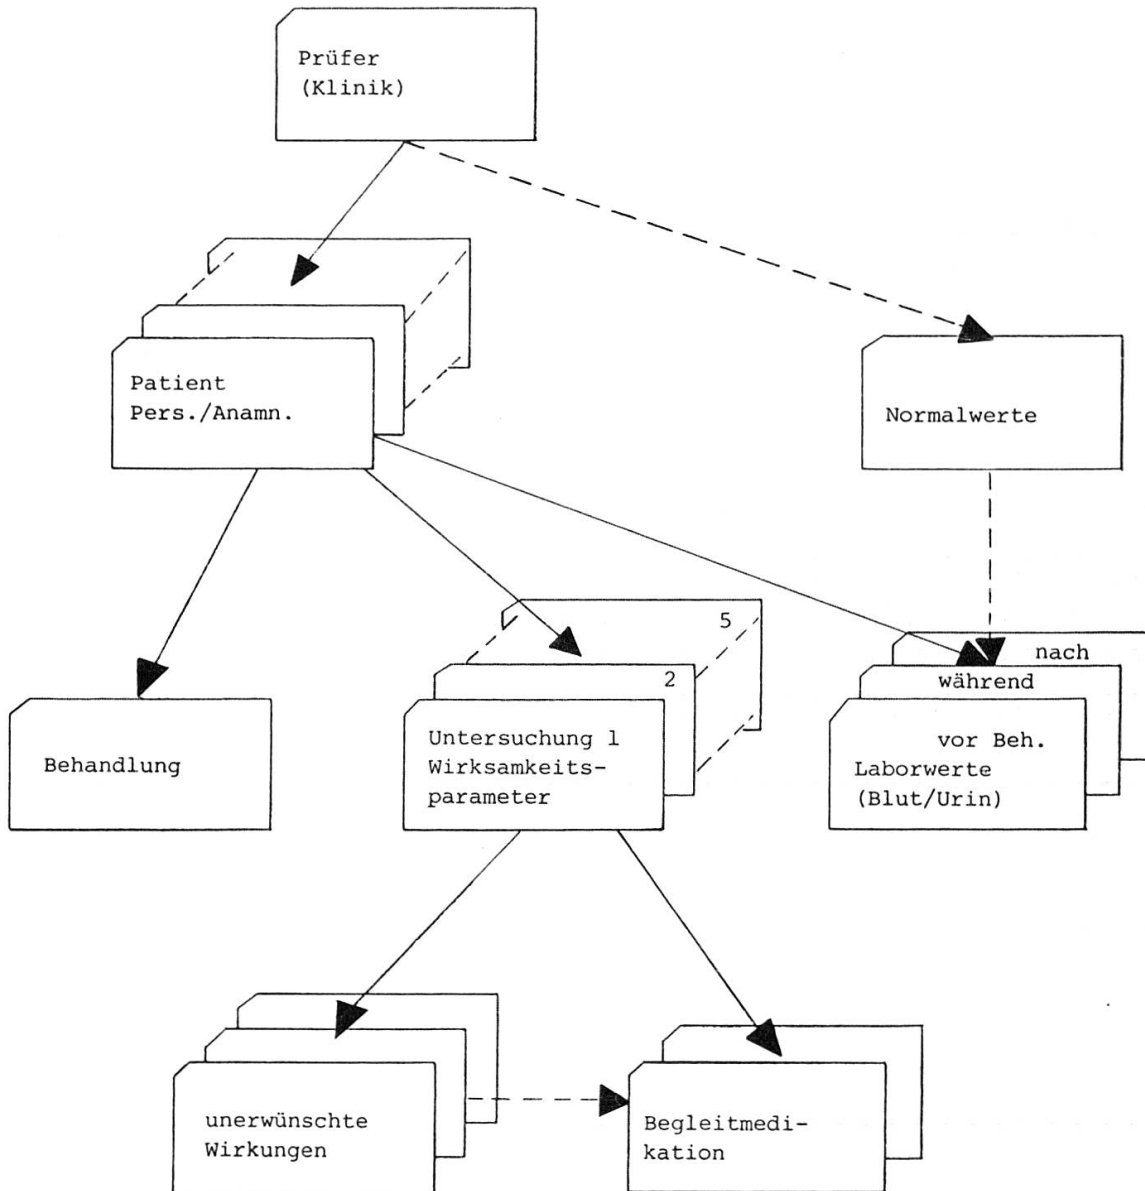 Prüfer
(Klinik)
Patient
Pers./Anamn.
Normalwerte
Behandlung
5
2
Untersuchung 1
Wirksamkeits-
parameter
nach
während
vor Beh.
Laborwerte
(Blut/Urin)
unerwünschte
Wirkungen
Begleitmedi-
kation